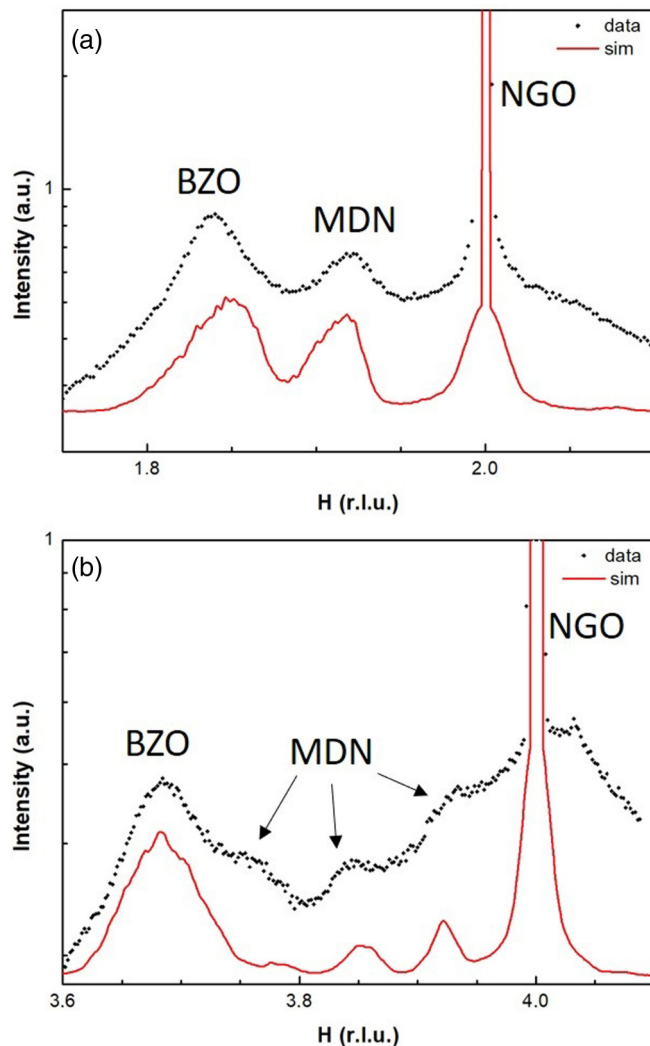 (a)
data
sim
NGO
BZO
MDN
1
Intensity (a.u.)
1.8
2.0
H (r.l.u.)
(b)
1
data
sim
NGO
BZO
MDN
Intensity (a.u.)
3.6
3.8
4.0
H (r.l.u.)